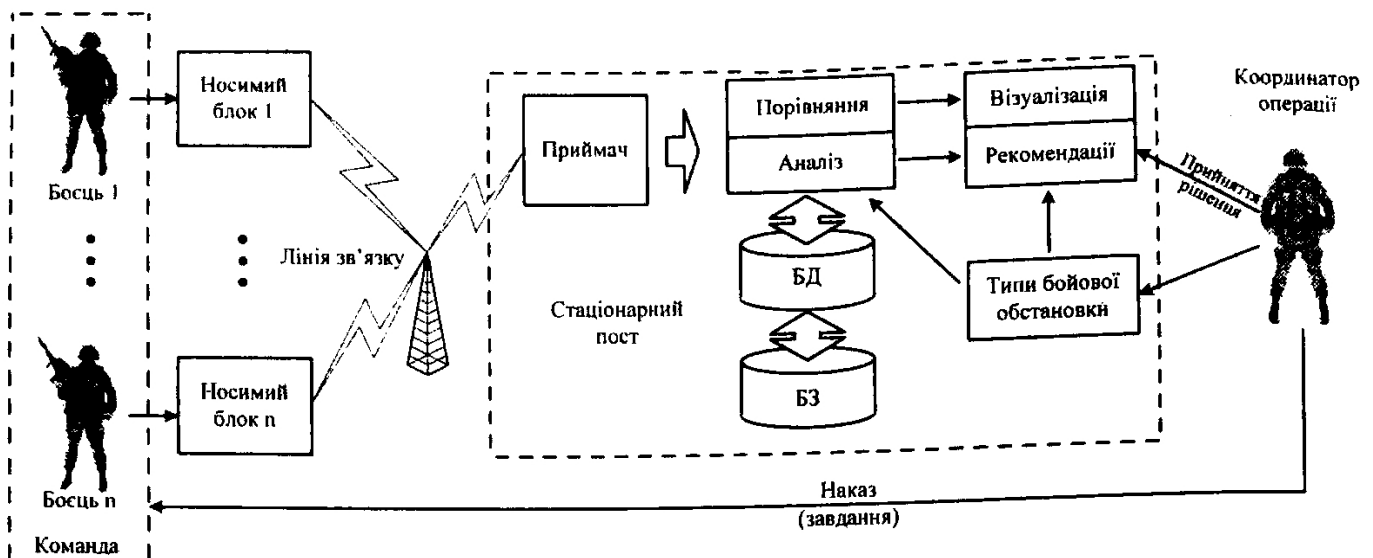 Боєць 1
Боєць n
Команда
Носимий
блок 1
Лінія зв’язку
Носимий
блок n
Приймач
Стаціонарний
пост
Порівняння
Аналіз
БД
БЗ
Візуалізація
Рекомендації
Типи бойової
обстановки
Прийняття
рішення
Координатор
операції
Наказ
(завдання)